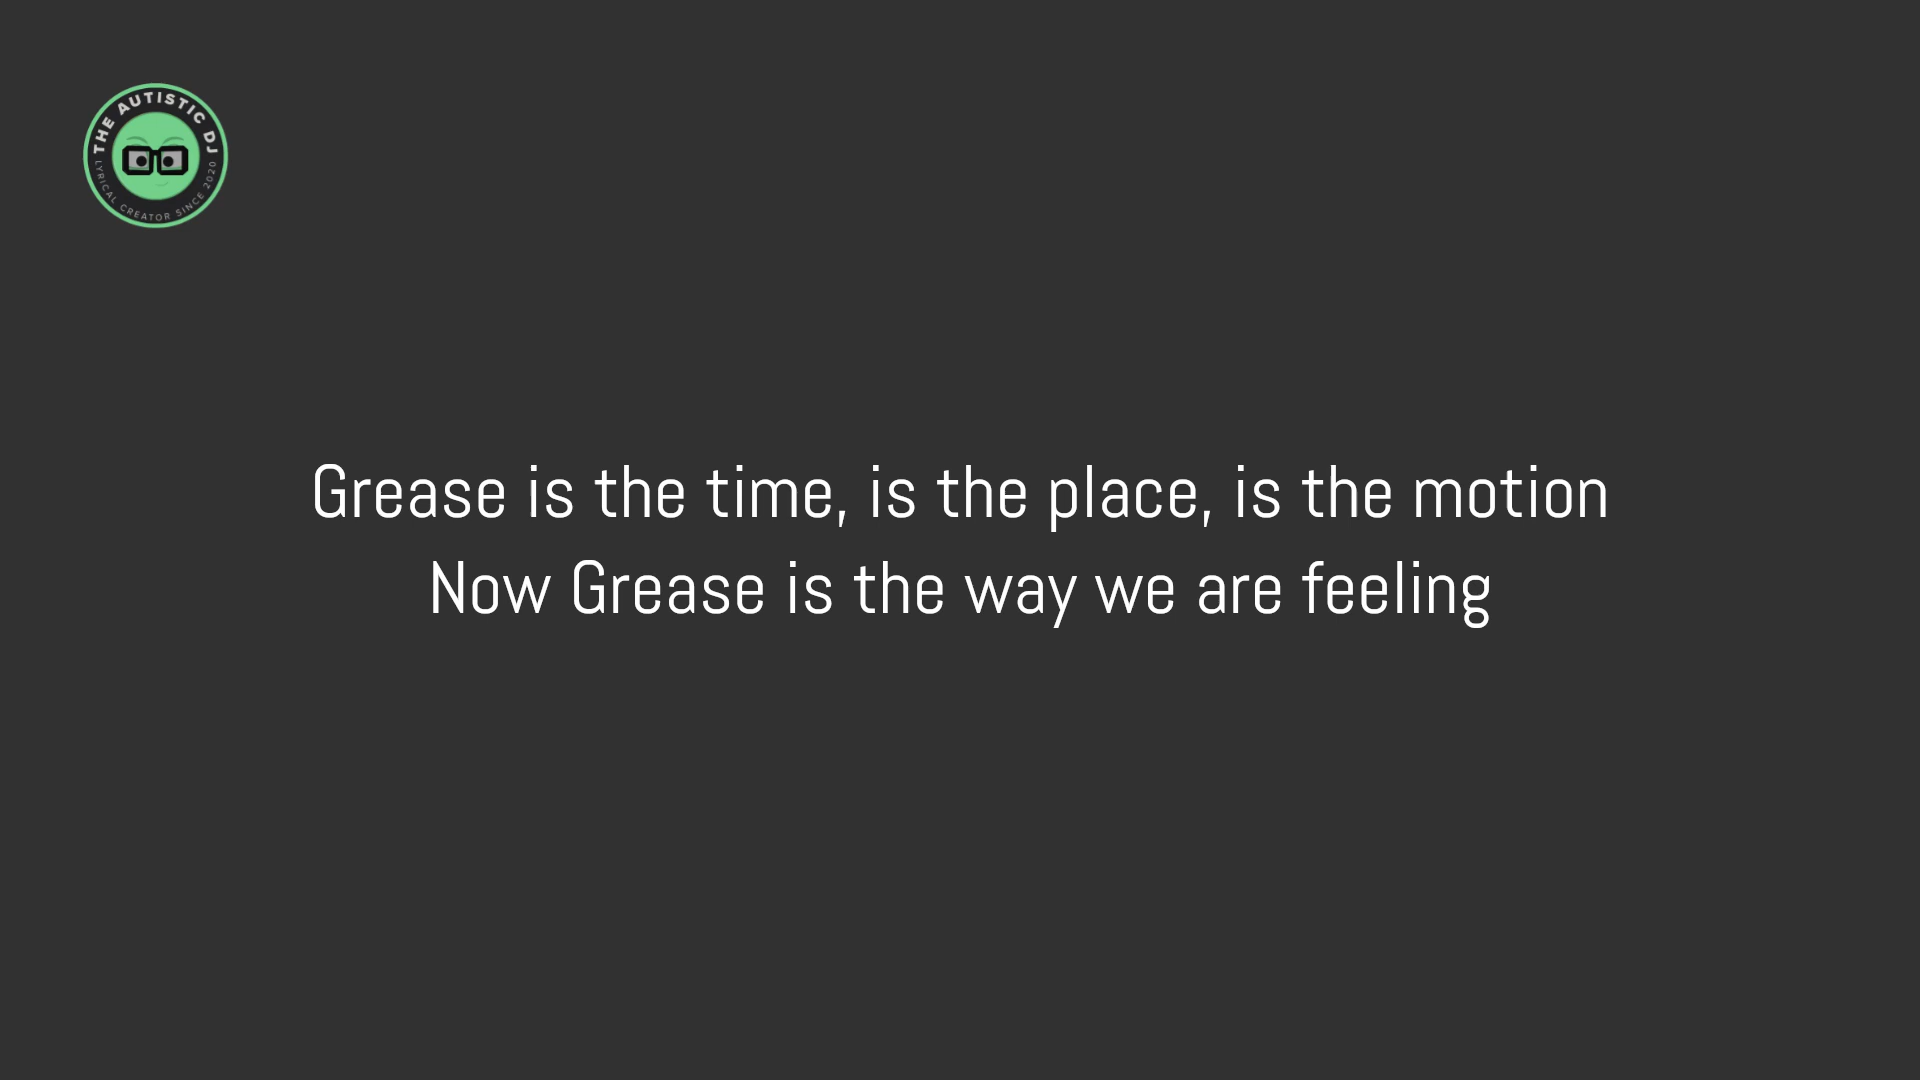 THE AUTISTIC DJ
LYRICAL CREATOR SINCE 2020
Grease is the time, is the place, is the motion
Now Grease is the way we are feeling